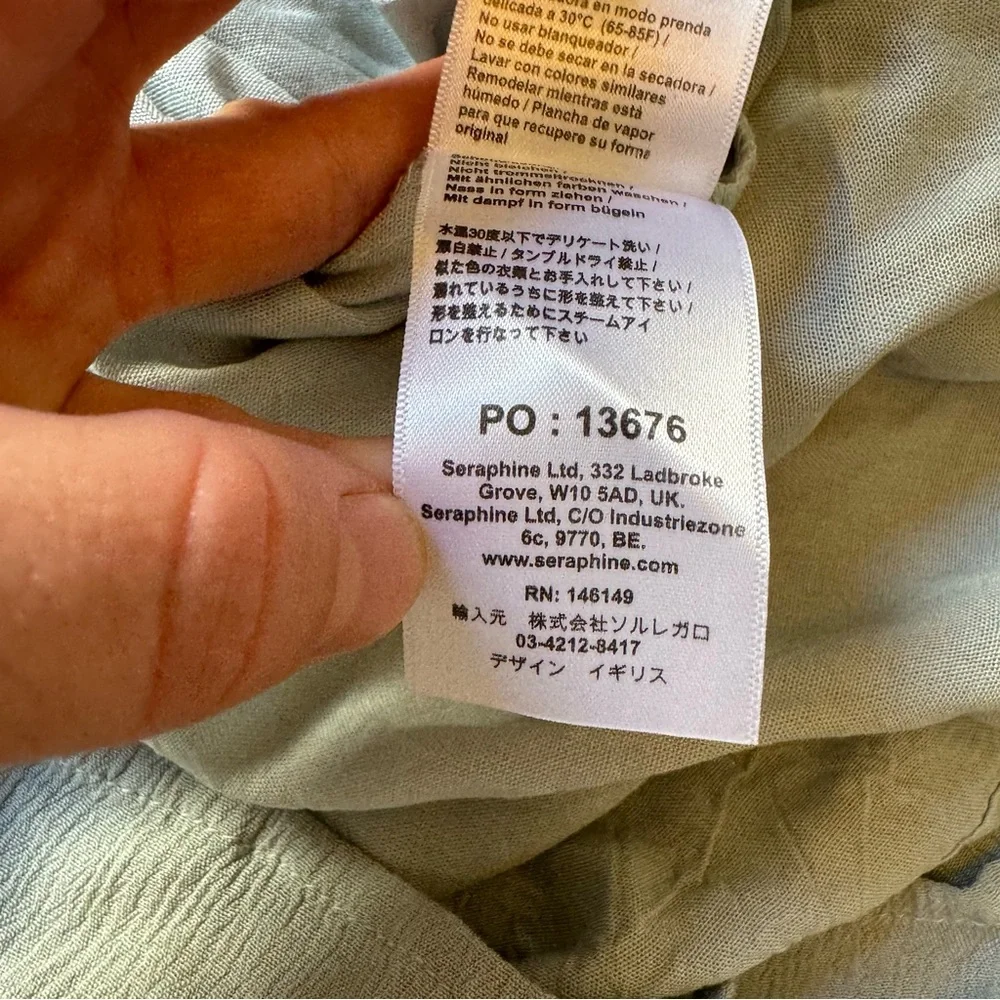 en modo prenda
delicada a 30°C (65-85F) /
No usar blanqueador /
No se debe secar en la secadora /
Lavar con colores similares
Remodelar mientras está
húmedo / Plancha de vapor
para que recupere su forma
original
Nicht bleichen /
Nicht trommeltrocknen /
Mit ähnlichen farben waschen /
Nass in form ziehen /
Mit dampf in form bügeln
水温30度以下でデリケート洗い /
漂白禁止 / タンブルドライ禁止 /
似た色の衣類とお手入れして下さい /
濡れているうちに形を整えて下さい /
形を整えるためにスチームアイ
ロンを行なって下さい
PO : 13676
Seraphine Ltd, 332 Ladbroke
Grove, W10 5AD, UK.
Seraphine Ltd, C/O Industriezone
6c, 9770, BE.
www.seraphine.com
RN: 146149
輸入元 株式会社ソルレガロ
03-4212-8417
デザイン イギリス